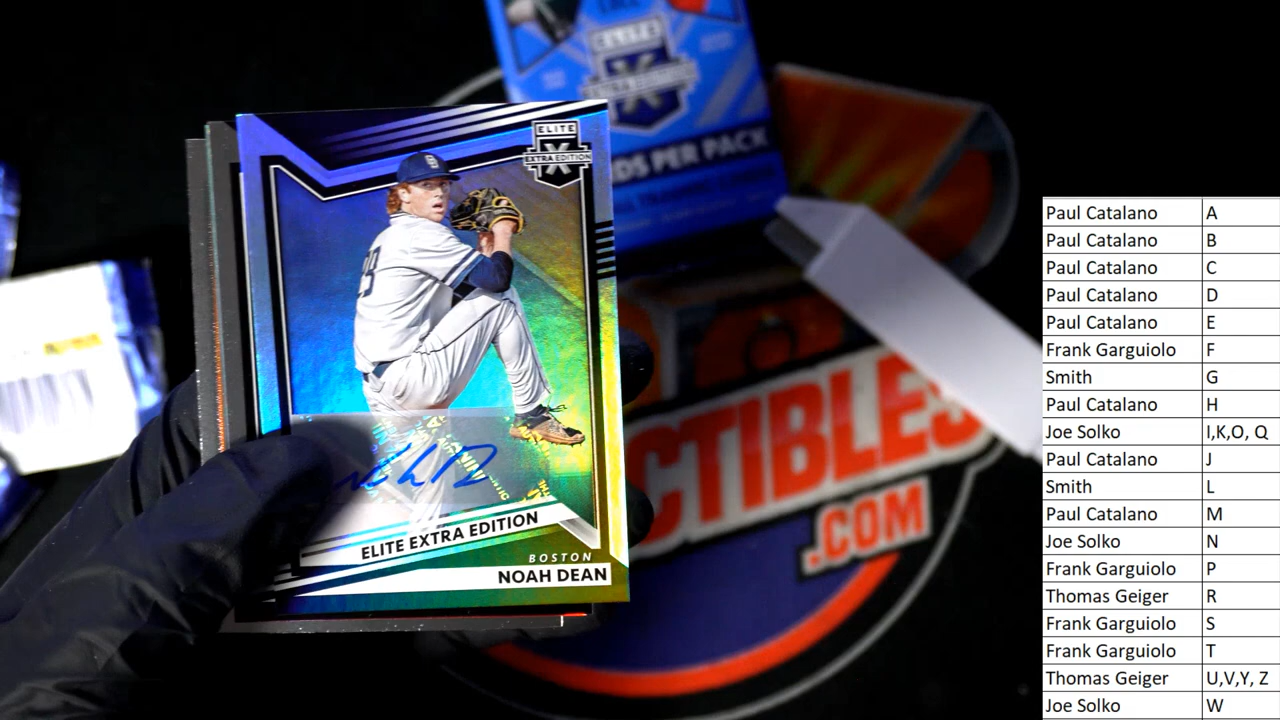 ELITE
X
EXTRA EDITION
DS PER PACK
ELITE
X
EXTRA EDITION
39
ELITE EXTRA EDITION
BOSTON
NOAH DEAN
CTIBLES
.COM
Paul Catalano A
Paul Catalano B
Paul Catalano C
Paul Catalano D
Paul Catalano E
Frank Garguiolo F
Smith G
Paul Catalano H
Joe Solko I,K,O, Q
Paul Catalano J
Smith L
Paul Catalano M
Joe Solko N
Frank Garguiolo P
Thomas Geiger R
Frank Garguiolo S
Frank Garguiolo T
Thomas Geiger U,V,Y, Z
Joe Solko W